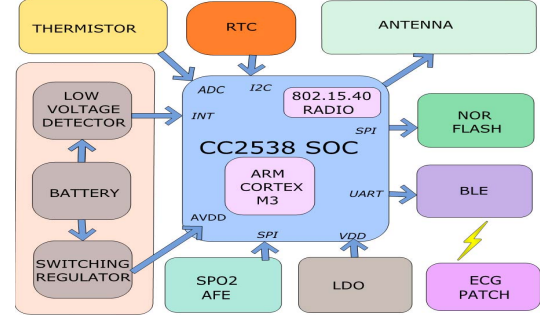 THERMISTOR
RTC
ANTENNA
ADC
I2C
802.15.40
RADIO
LOW
VOLTAGE
DETECTOR
INT
SPI
NOR
FLASH
CC2538 SOC
ARM
CORTEX
M3
BATTERY
UART
BLE
AVDD
SPI
VDD
SWITCHING
REGULATOR
SPO2
AFE
LDO
ECG
PATCH